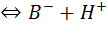 ⇔ B⁻ + H⁺